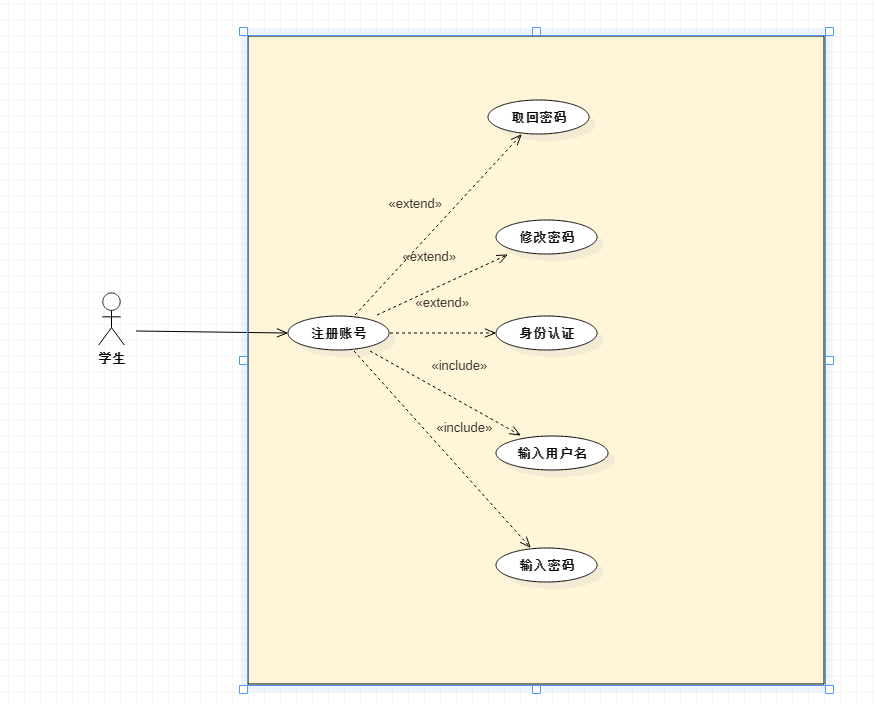 取回密码
«extend»
修改密码
«extend»
«extend»
注册账号
身份认证
学生
«include»
«include»
输入用户名
输入密码